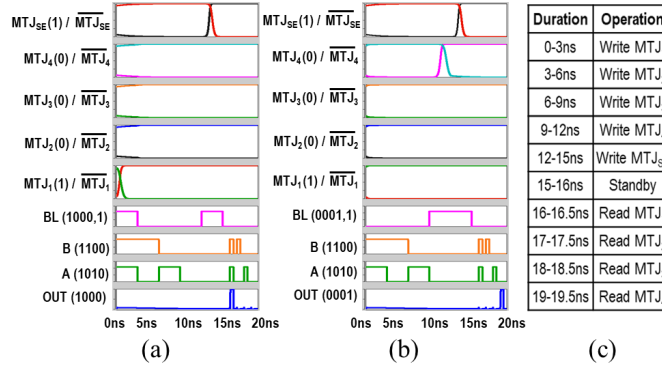 MTJSE(1) / MTJSE
MTJ4(0) / MTJ4
MTJ3(0) / MTJ3
MTJ2(0) / MTJ2
MTJ1(1) / MTJ1
BL (1000,1)
B (1100)
A (1010)
OUT (1000)
0ns 5ns 10ns 15ns 20ns
(a)
MTJSE(1) / MTJSE
MTJ4(0) / MTJ4
MTJ3(0) / MTJ3
MTJ2(0) / MTJ2
MTJ1(1) / MTJ1
BL (0001,1)
B (1100)
A (1010)
OUT (0001)
0ns 5ns 10ns 15ns 20ns
(b)
Duration Operation
0-3ns Write MTJ
3-6ns Write MTJ
6-9ns Write MTJ
9-12ns Write MTJ
12-15ns Write MTJS
15-16ns Standby
16-16.5ns Read MTJ
17-17.5ns Read MTJ
18-18.5ns Read MTJ
19-19.5ns Read MTJ
(c)